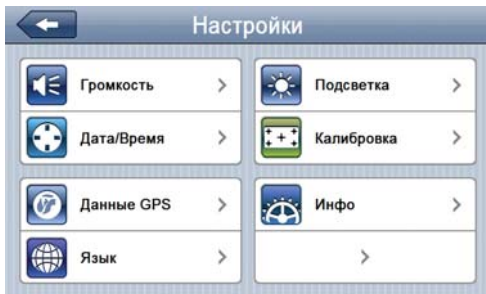 Настройки
Громкость
Подсветка
Дата/Время
Калибровка
Данные GPS
Инфо
Язык